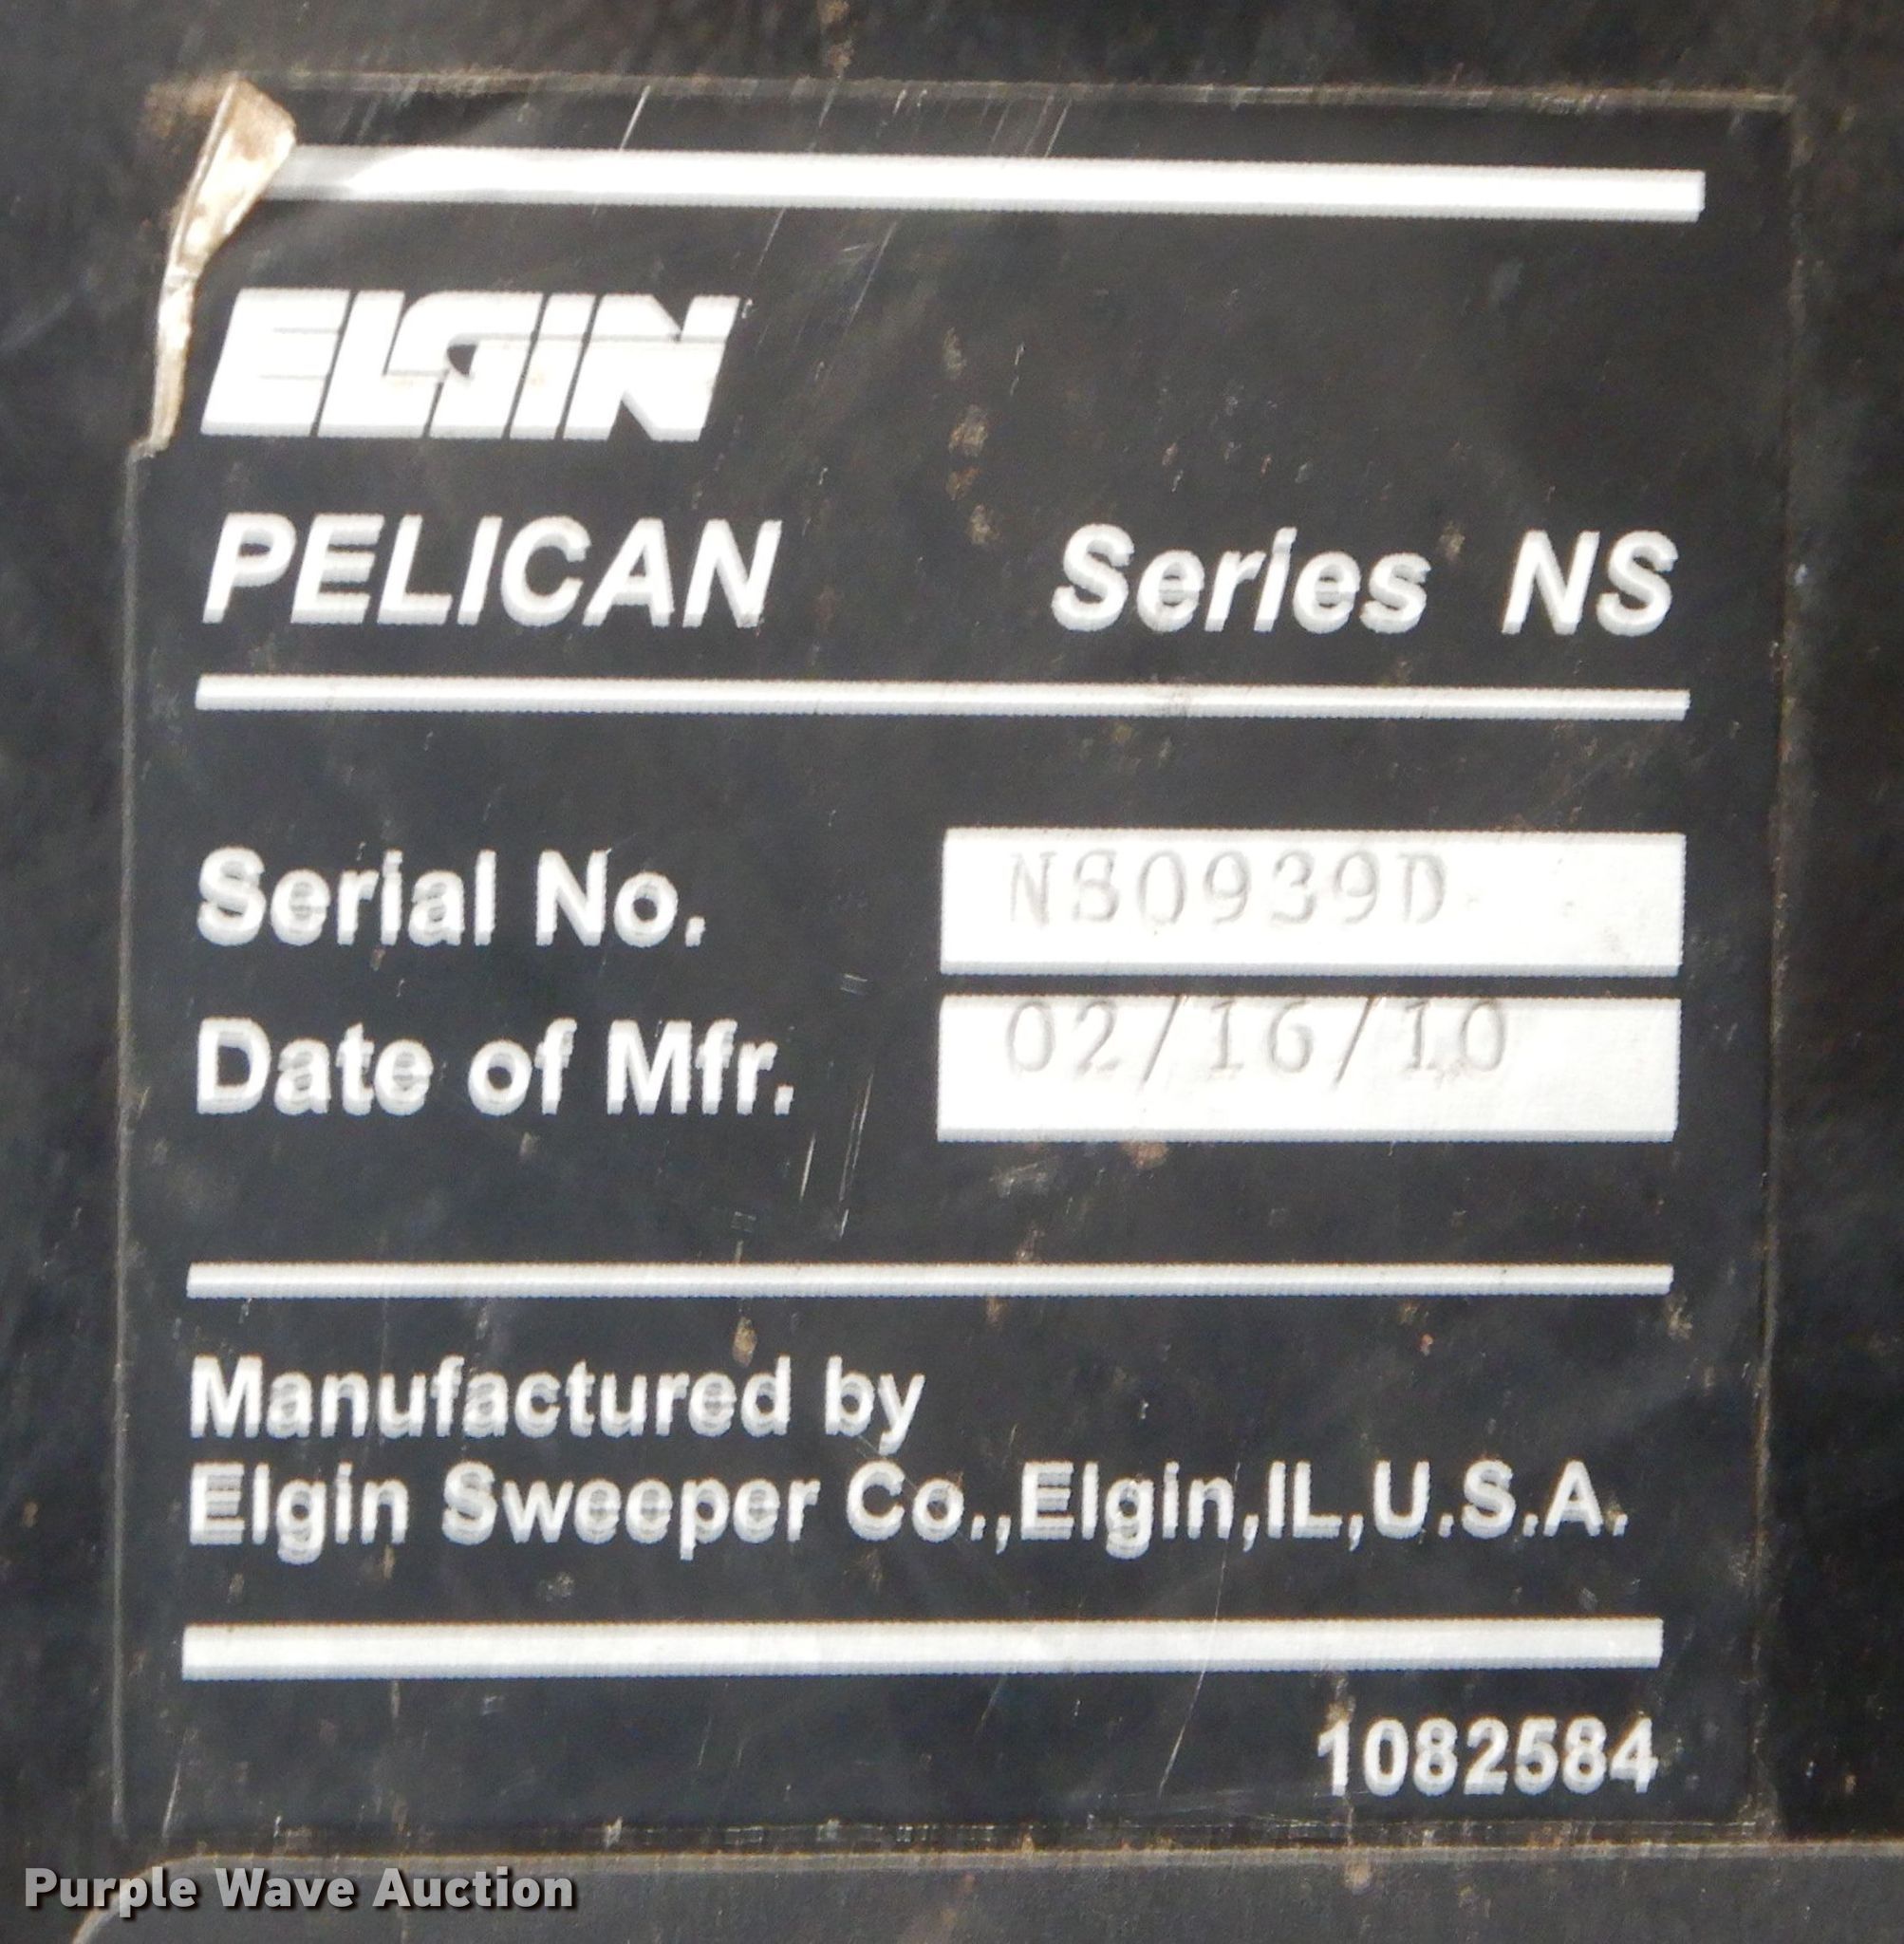 ELGIN
PELICAN Series NS
Serial No. NS0939D
Date of Mfr. 02/16/10
Manufactured by
Elgin Sweeper Co.,Elgin,IL,U.S.A.
1082584
Purple Wave Auction